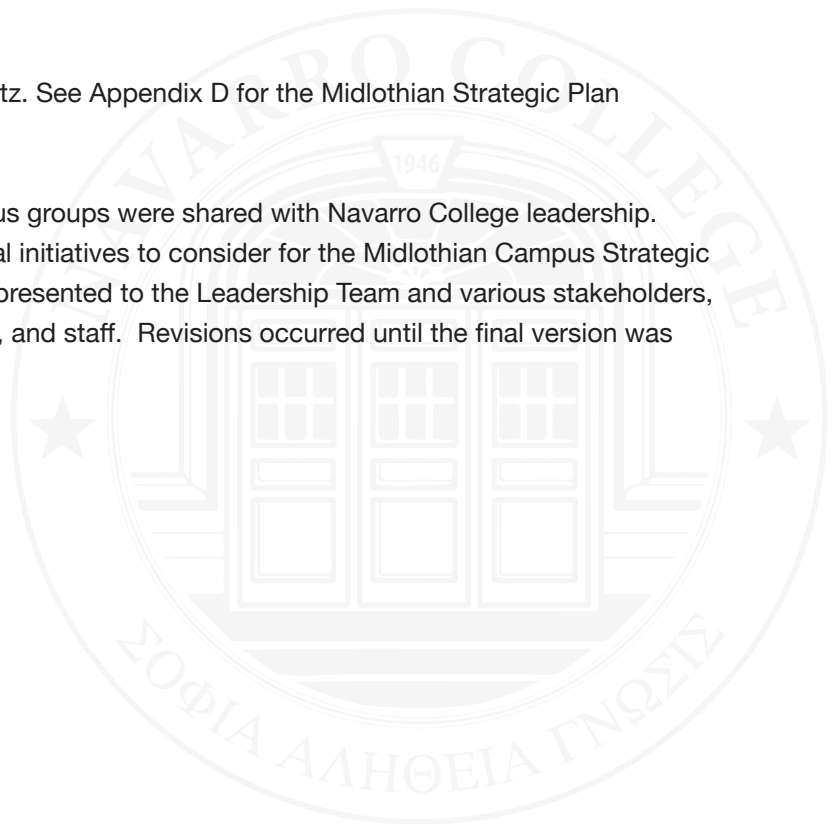 tz. See Appendix D for the Midlothian Strategic Plan
us groups were shared with Navarro College leadership.
al initiatives to consider for the Midlothian Campus Strategic
presented to the Leadership Team and various stakeholders,
, and staff.  Revisions occurred until the final version was
NAVARRO COLLEGE
1946
ΣΟΦΙΑ ΑΛΗΘΕΙΑ ΓΝΩΣΙΣ